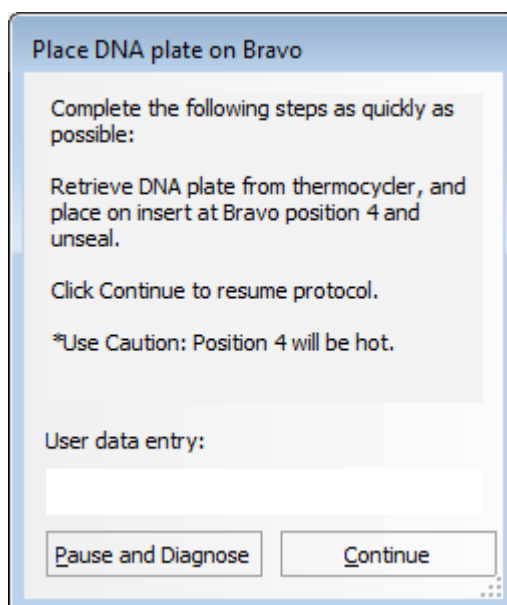 Place DNA plate on Bravo
Complete the following steps as quickly as
possible:
Retrieve DNA plate from thermocycler, and
place on insert at Bravo position 4 and
unseal.
Click Continue to resume protocol.
*Use Caution: Position 4 will be hot.
User data entry:
Pause and Diagnose
Continue